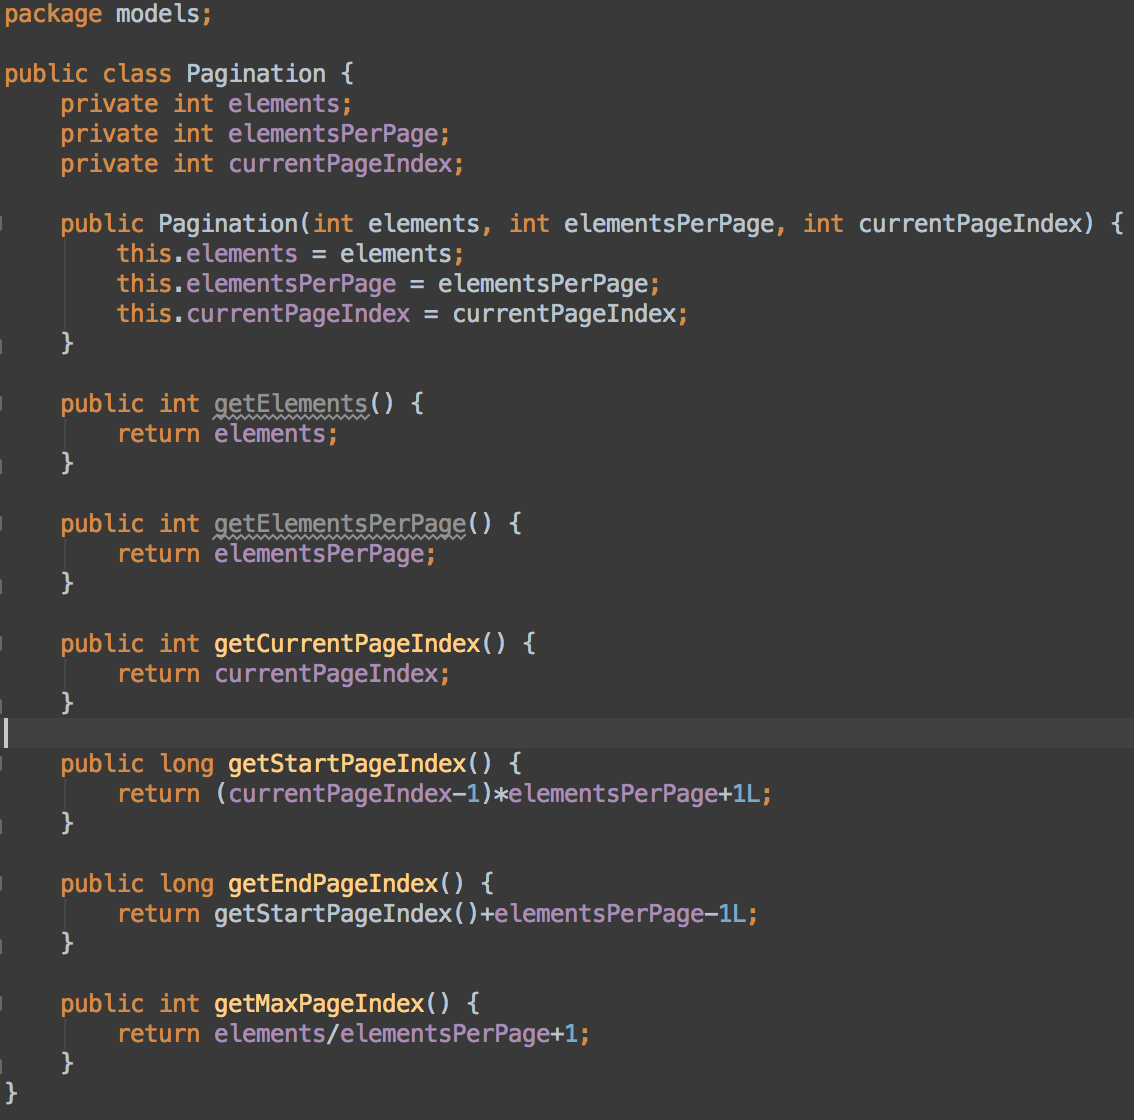 package models;
public class Pagination {
private int elements;
private int elementsPerPage;
private int currentPageIndex;
public Pagination(int elements, int elementsPerPage, int currentPageIndex) {
this.elements = elements;
this.elementsPerPage = elementsPerPage;
this.currentPageIndex = currentPageIndex;
}
public int getElements() {
return elements;
}
public int getElementsPerPage() {
return elementsPerPage;
}
public int getCurrentPageIndex() {
return currentPageIndex;
}
public long getStartPageIndex() {
return (currentPageIndex-1)*elementsPerPage+1L;
}
public long getEndPageIndex() {
return getStartPageIndex()+elementsPerPage-1L;
}
public int getMaxPageIndex() {
return elements/elementsPerPage+1;
}
}